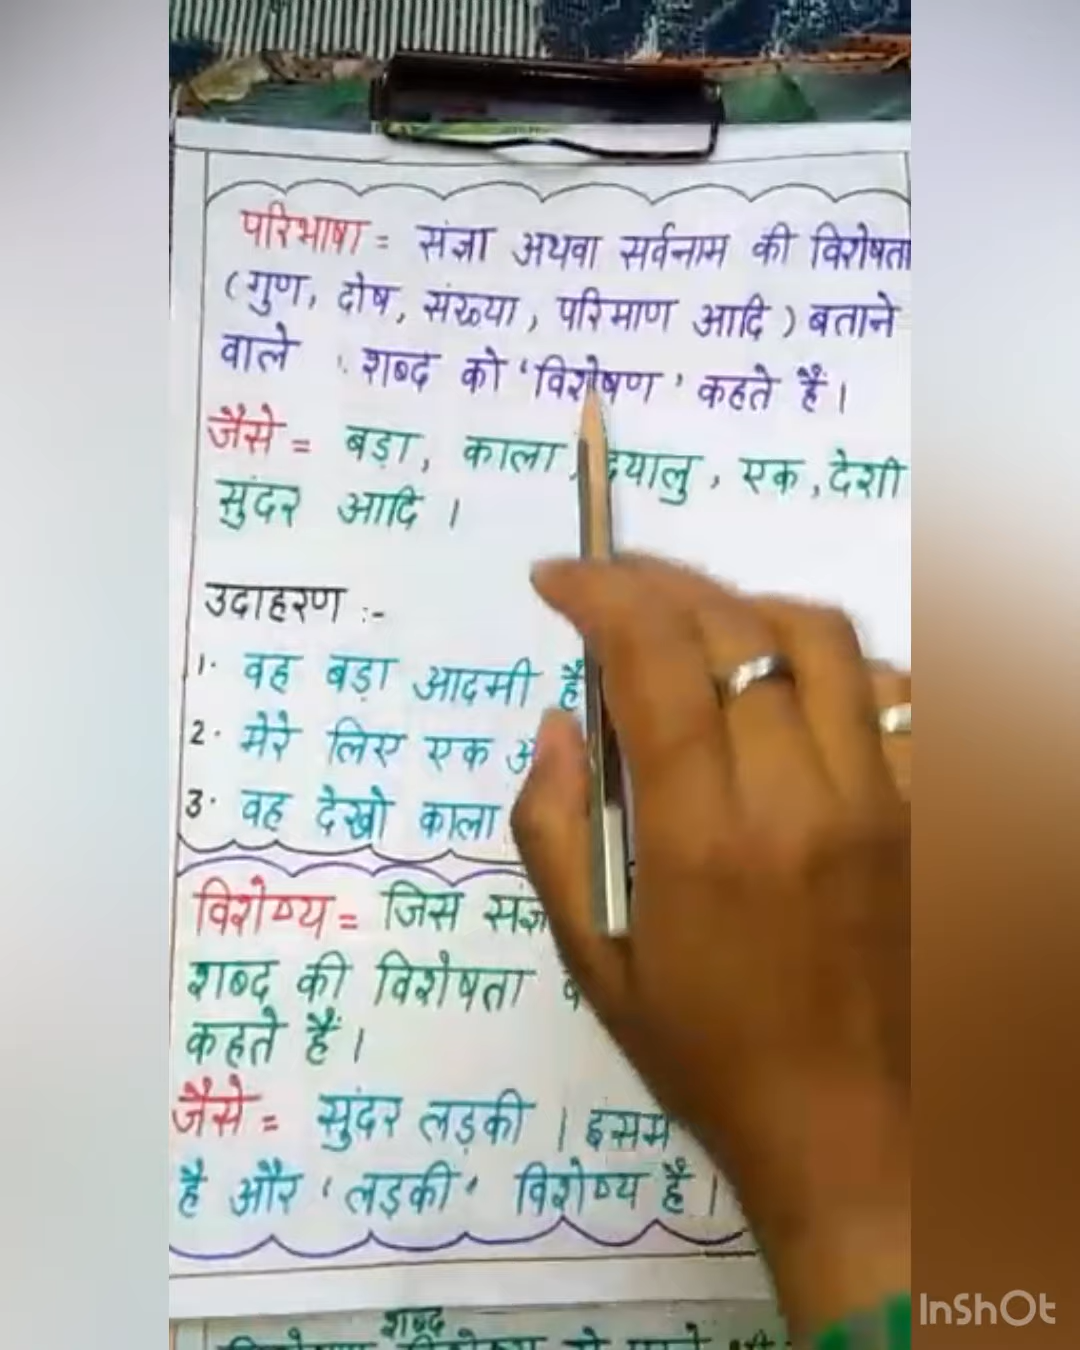 परिभाषा = संज्ञा अथवा सर्वनाम की विशेषता
(गुण, दोष, संख्या, परिमाण आदि) बताने
वाले शब्द को 'विशेषण' कहते हैं।
जैसे = बड़ा, काला, दयालु, एक, देशी
सुंदर आदि ।
उदाहरण :-
1. वह बड़ा आदमी है
2. मेरे लिए एक
3. वह देखो काला
विशेष्य = जिस
शब्द की विशेषता
कहते हैं।
जैसे = सुंदर लड़की । इसम
है और 'लड़की' विशेष्य है ।
शब्द
InShOt